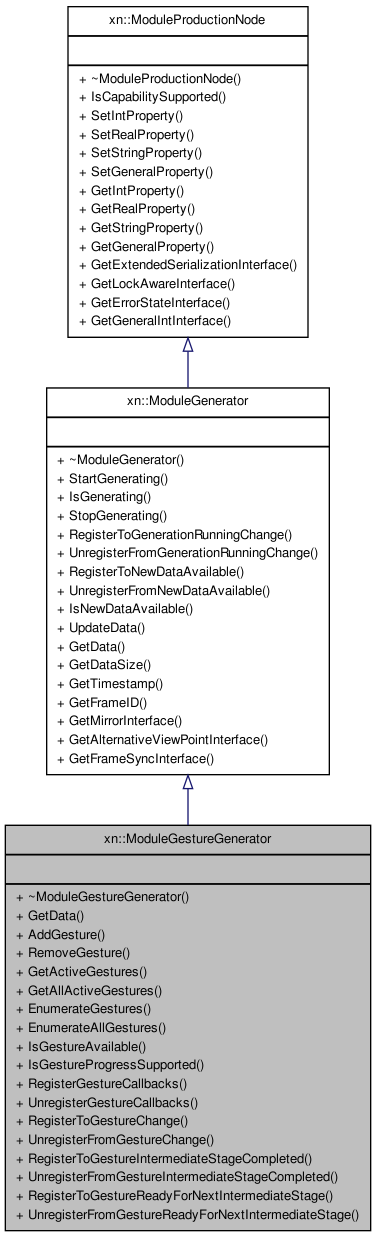 xn::ModuleProductionNode
+ ~ModuleProductionNode()
+ IsCapabilitySupported()
+ SetIntProperty()
+ SetRealProperty()
+ SetStringProperty()
+ SetGeneralProperty()
+ GetIntProperty()
+ GetRealProperty()
+ GetStringProperty()
+ GetGeneralProperty()
+ GetExtendedSerializationInterface()
+ GetLockAwareInterface()
+ GetErrorStateInterface()
+ GetGeneralIntInterface()
xn::ModuleGenerator
+ ~ModuleGenerator()
+ StartGenerating()
+ IsGenerating()
+ StopGenerating()
+ RegisterToGenerationRunningChange()
+ UnregisterFromGenerationRunningChange()
+ RegisterToNewDataAvailable()
+ UnregisterFromNewDataAvailable()
+ IsNewDataAvailable()
+ UpdateData()
+ GetData()
+ GetDataSize()
+ GetTimestamp()
+ GetFrameID()
+ GetMirrorInterface()
+ GetAlternativeViewPointInterface()
+ GetFrameSyncInterface()
xn::ModuleGestureGenerator
+ ~ModuleGestureGenerator()
+ GetData()
+ AddGesture()
+ RemoveGesture()
+ GetActiveGestures()
+ GetAllActiveGestures()
+ EnumerateGestures()
+ EnumerateAllGestures()
+ IsGestureAvailable()
+ IsGestureProgressSupported()
+ RegisterGestureCallbacks()
+ UnregisterGestureCallbacks()
+ RegisterToGestureChange()
+ UnregisterFromGestureChange()
+ RegisterToGestureIntermediateStageCompleted()
+ UnregisterFromGestureIntermediateStageCompleted()
+ RegisterToGestureReadyForNextIntermediateStage()
+ UnregisterFromGestureReadyForNextIntermediateStage()